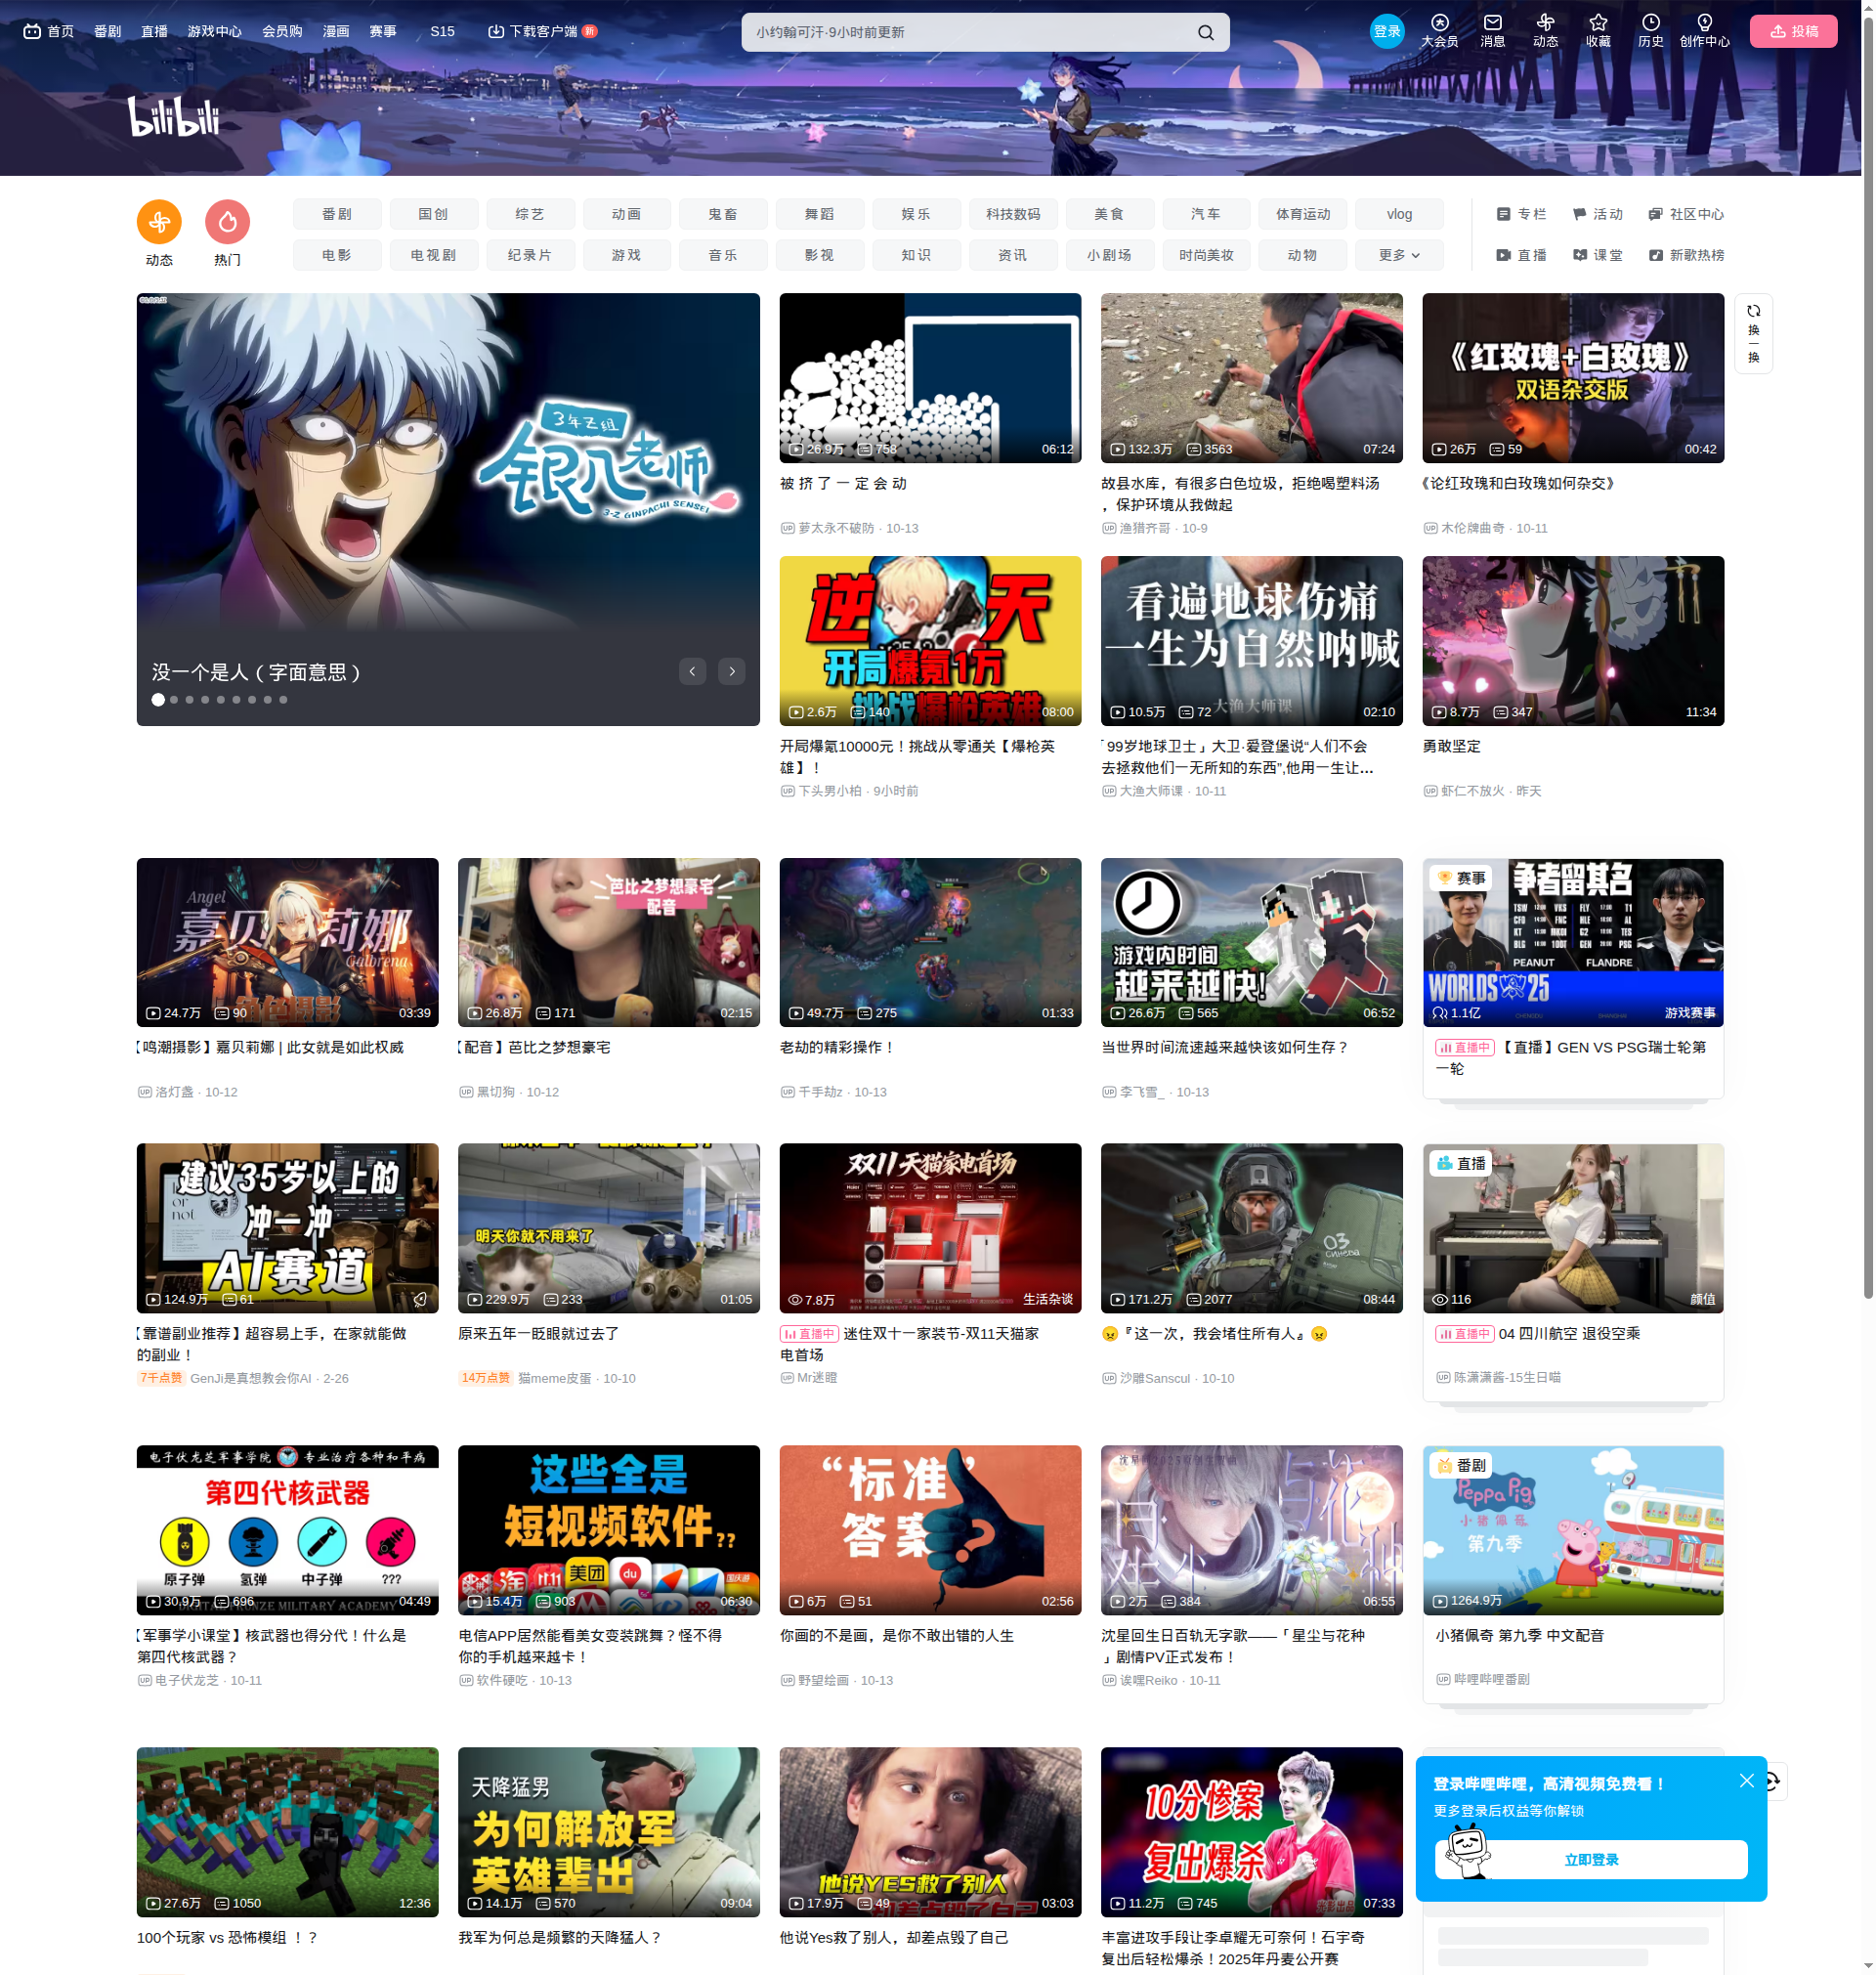 首页 番剧 直播 游戏中心 会员购 漫画 赛事 S15 下载客户端 新
小约翰可汗·9小时前更新
登录 大会员 消息 动态 收藏 历史 创作中心 投稿
bilibili
动态 热门
番剧 国创 综艺 动画 鬼畜 舞蹈 娱乐 科技数码 美食 汽车 体育运动 vlog
专栏 活动 社区中心
电影 电视剧 纪录片 游戏 音乐 影视 知识 资讯 小剧场 时尚美妆 动物 更多
直播 课堂 新歌热榜
3年Z组
银八老师
3-Z GINPACHI SENSEI
没一个是人（字面意思）
26.9万 758 06:12
被 挤 了 一 定 会 动
萝太永不破防 · 10-13
132.3万 3563 07:24
故县水库，有很多白色垃圾，拒绝喝塑料汤
，保护环境从我做起
渔猎齐哥 · 10-9
《红玫瑰+白玫瑰》
双语杂交版
26万 59 00:42
《论红玫瑰和白玫瑰如何杂交》
木伦牌曲奇 · 10-11
换一换
逆天
开局爆氪1万
挑战爆枪英雄
2.6万 140 08:00
开局爆氪10000元！挑战从零通关【爆枪英
雄】！
下头男小柏 · 9小时前
看遍地球伤痛
一生为自然呐喊
大渔大师课
10.5万 72 02:10
「99岁地球卫士」大卫·爱登堡说“人们不会
去拯救他们一无所知的东西”,他用一生让...
大渔大师课 · 10-11
8.7万 347 11:34
勇敢坚定
虾仁不放火 · 昨天
Angel
嘉贝莉娜
Galbrena
角色摄影
24.7万 90 03:39
【鸣潮摄影】嘉贝莉娜 | 此女就是如此权威
洛灯盏 · 10-12
芭比之梦想豪宅
配音
26.8万 171 02:15
【配音】芭比之梦想豪宅
黑切狗 · 10-12
49.7万 275 01:33
老劫的精彩操作！
千手劫z · 10-13
游戏内时间
越来越快!
26.6万 565 06:52
当世界时间流速越来越快该如何生存？
李飞雪_ · 10-13
赛事
争者留其名
PEANUT FLANDRE
WORLDS 25
1.1亿 游戏赛事
直播中 【直播】GEN VS PSG瑞士轮第
一轮
建议35岁以上的
冲一冲
AI赛道
124.9万 61
【靠谱副业推荐】超容易上手，在家就能做
的副业！
7千点赞 GenJi是真想教会你AI · 2-26
明天你就不用来了
229.9万 233 01:05
原来五年一眨眼就过去了
14万点赞 猫meme皮蛋 · 10-10
双11天猫家电首场
7.8万 生活杂谈
直播中 迷住双十一家装节-双11天猫家
电首场
Mr迷瞪
03
171.2万 2077 08:44
😠『这一次，我会堵住所有人』😠
沙雕Sanscul · 10-10
直播
116 颜值
直播中 04 四川航空 退役空乘
陈潇潇酱-15生日喵
电子伏龙芝军事学院 专业治疗各种和平病
第四代核武器
原子弹 氢弹 中子弹 ???
DIGITAL FRUNZE MILITARY ACADEMY
30.9万 696 04:49
【军事学小课堂】核武器也得分代！什么是
第四代核武器？
电子伏龙芝 · 10-11
这些全是
短视频软件??
美团 du
15.4万 903 06:30
电信APP居然能看美女变装跳舞？怪不得
你的手机越来越卡！
软件硬吃 · 10-13
“标准”
答案
6万 51 02:56
你画的不是画，是你不敢出错的人生
野望绘画 · 10-13
星尘与花种
2万 384 06:55
沈星回生日百轨无字歌——「星尘与花种
」剧情PV正式发布！
诶嘿Reiko · 10-11
番剧
Peppa Pig
小猪佩奇
第九季
1264.9万
小猪佩奇 第九季 中文配音
哔哩哔哩番剧
27.6万 1050 12:36
100个玩家 vs 恐怖模组 ！？
天降猛男
为何解放军
英雄辈出
14.1万 570 09:04
我军为何总是频繁的天降猛人？
他说YES救了别人
却差点毁了自己
17.9万 49 03:03
他说Yes救了别人，却差点毁了自己
10分惨案
复出爆杀
11.2万 745 07:33
丰富进攻手段让李卓耀无可奈何！石宇奇
复出后轻松爆杀！2025年丹麦公开赛
登录哔哩哔哩，高清视频免费看！
更多登录后权益等你解锁
立即登录